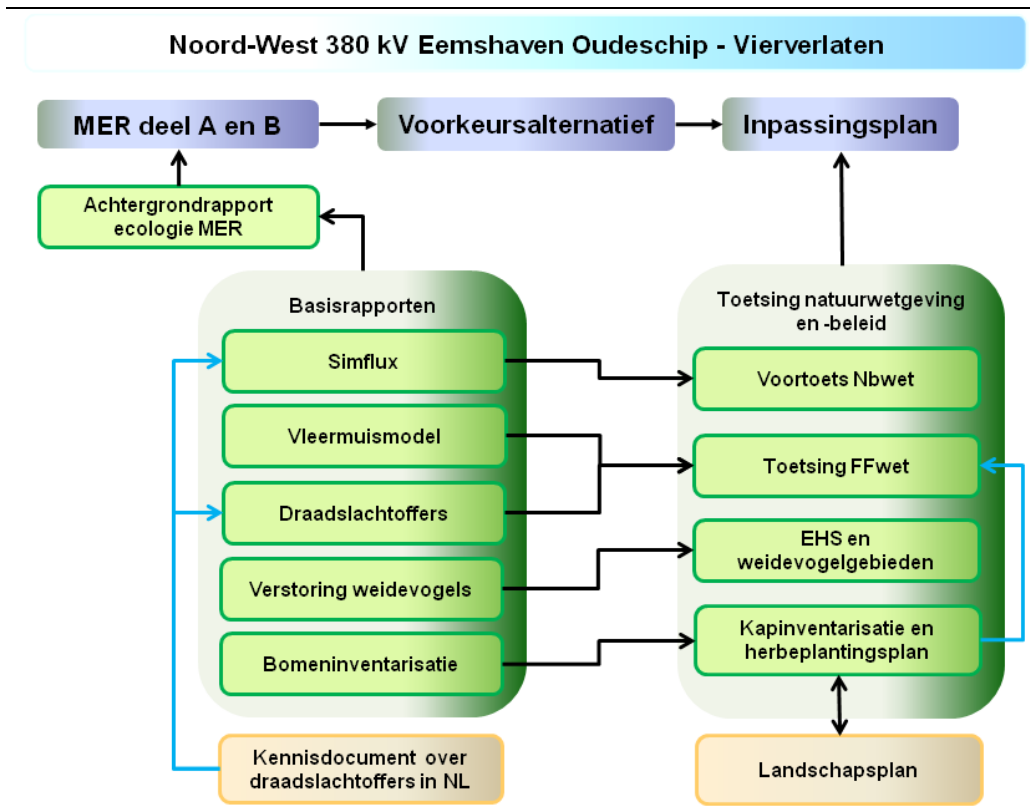 Noord-West 380 kV Eemshaven Oudeschip - Vierverlaten
MER deel A en B
Voorkeursalternatief
Inpassingsplan
Achtergrondrapport
ecologie MER
Basisrapporten
Simflux
Vleermuismodel
Draadslachtoffers
Verstoring weidevogels
Bomeninventarisatie
Kennisdocument over
draadslachtoffers in NL
Toetsing natuurwetgeving
en -beleid
Voortoets Nbwet
Toetsing FFwet
EHS en
weidevogelgebieden
Kapinventarisatie en
herbeplantingsplan
Landschapsplan